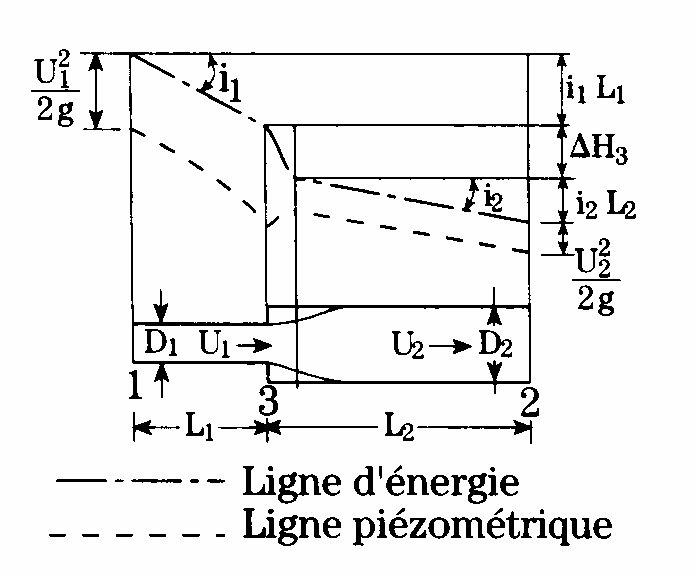 U₁²
2g
i₁
i₁ L₁
ΔH₃
i₂
i₂ L₂
U₂²
2g
D₁ U₁
U₂ D₂
1 3 2
L₁ L₂
Ligne d'énergie
Ligne piézométrique